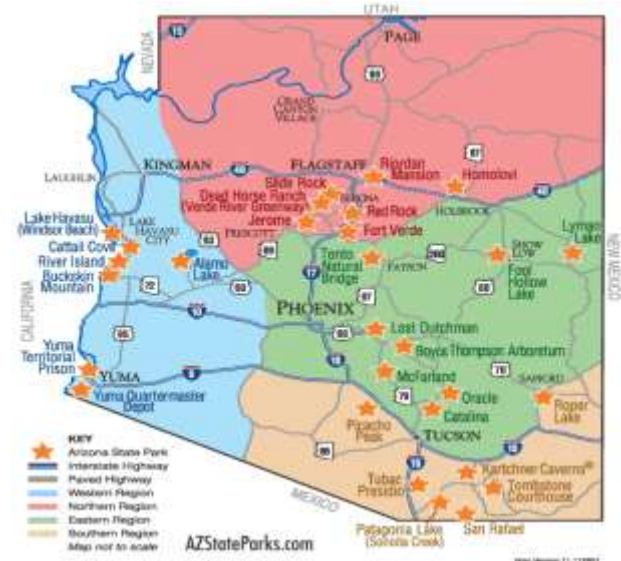 UTAH
NEVADA
PAGE
GRAND
CANYON
VILLAGE
LAUGHLIN
KINGMAN
FLAGSTAFF
Riordan
Mansion
Homolovi
Slide Rock
Dead Horse Ranch
(Verde River Greenway)
SEDONA
HOLBROOK
Jerome
Red Rock
Fort Verde
PRESCOTT
Lake Havasu
(Windsor Beach)
LAKE
HAVASU
CITY
Cattail Cove
River Island
Buckskin
Mountain
Alamo
Lake
Tonto
Natural
Bridge
PAYSON
SHOW
LOW
Fool
Hollow
Lake
Lyman
Lake
NEW MEXICO
CALIFORNIA
PHOENIX
Lost Dutchman
Boyce Thompson Arboretum
McFarland
Oracle
Catalina
SAFFORD
Roper
Lake
Yuma
Territorial
Prison
YUMA
Yuma Quartermaster
Depot
Picacho
Peak
TUCSON
Kartchner Caverns®
Tubac
Presidio
Tombstone
Courthouse
Patagonia Lake
(Sonoita Creek)
San Rafael
MEXICO
KEY
Arizona State Park
Interstate Highway
Paved Highway
Western Region
Northern Region
Eastern Region
Southern Region
Map not to scale
AZStateParks.com